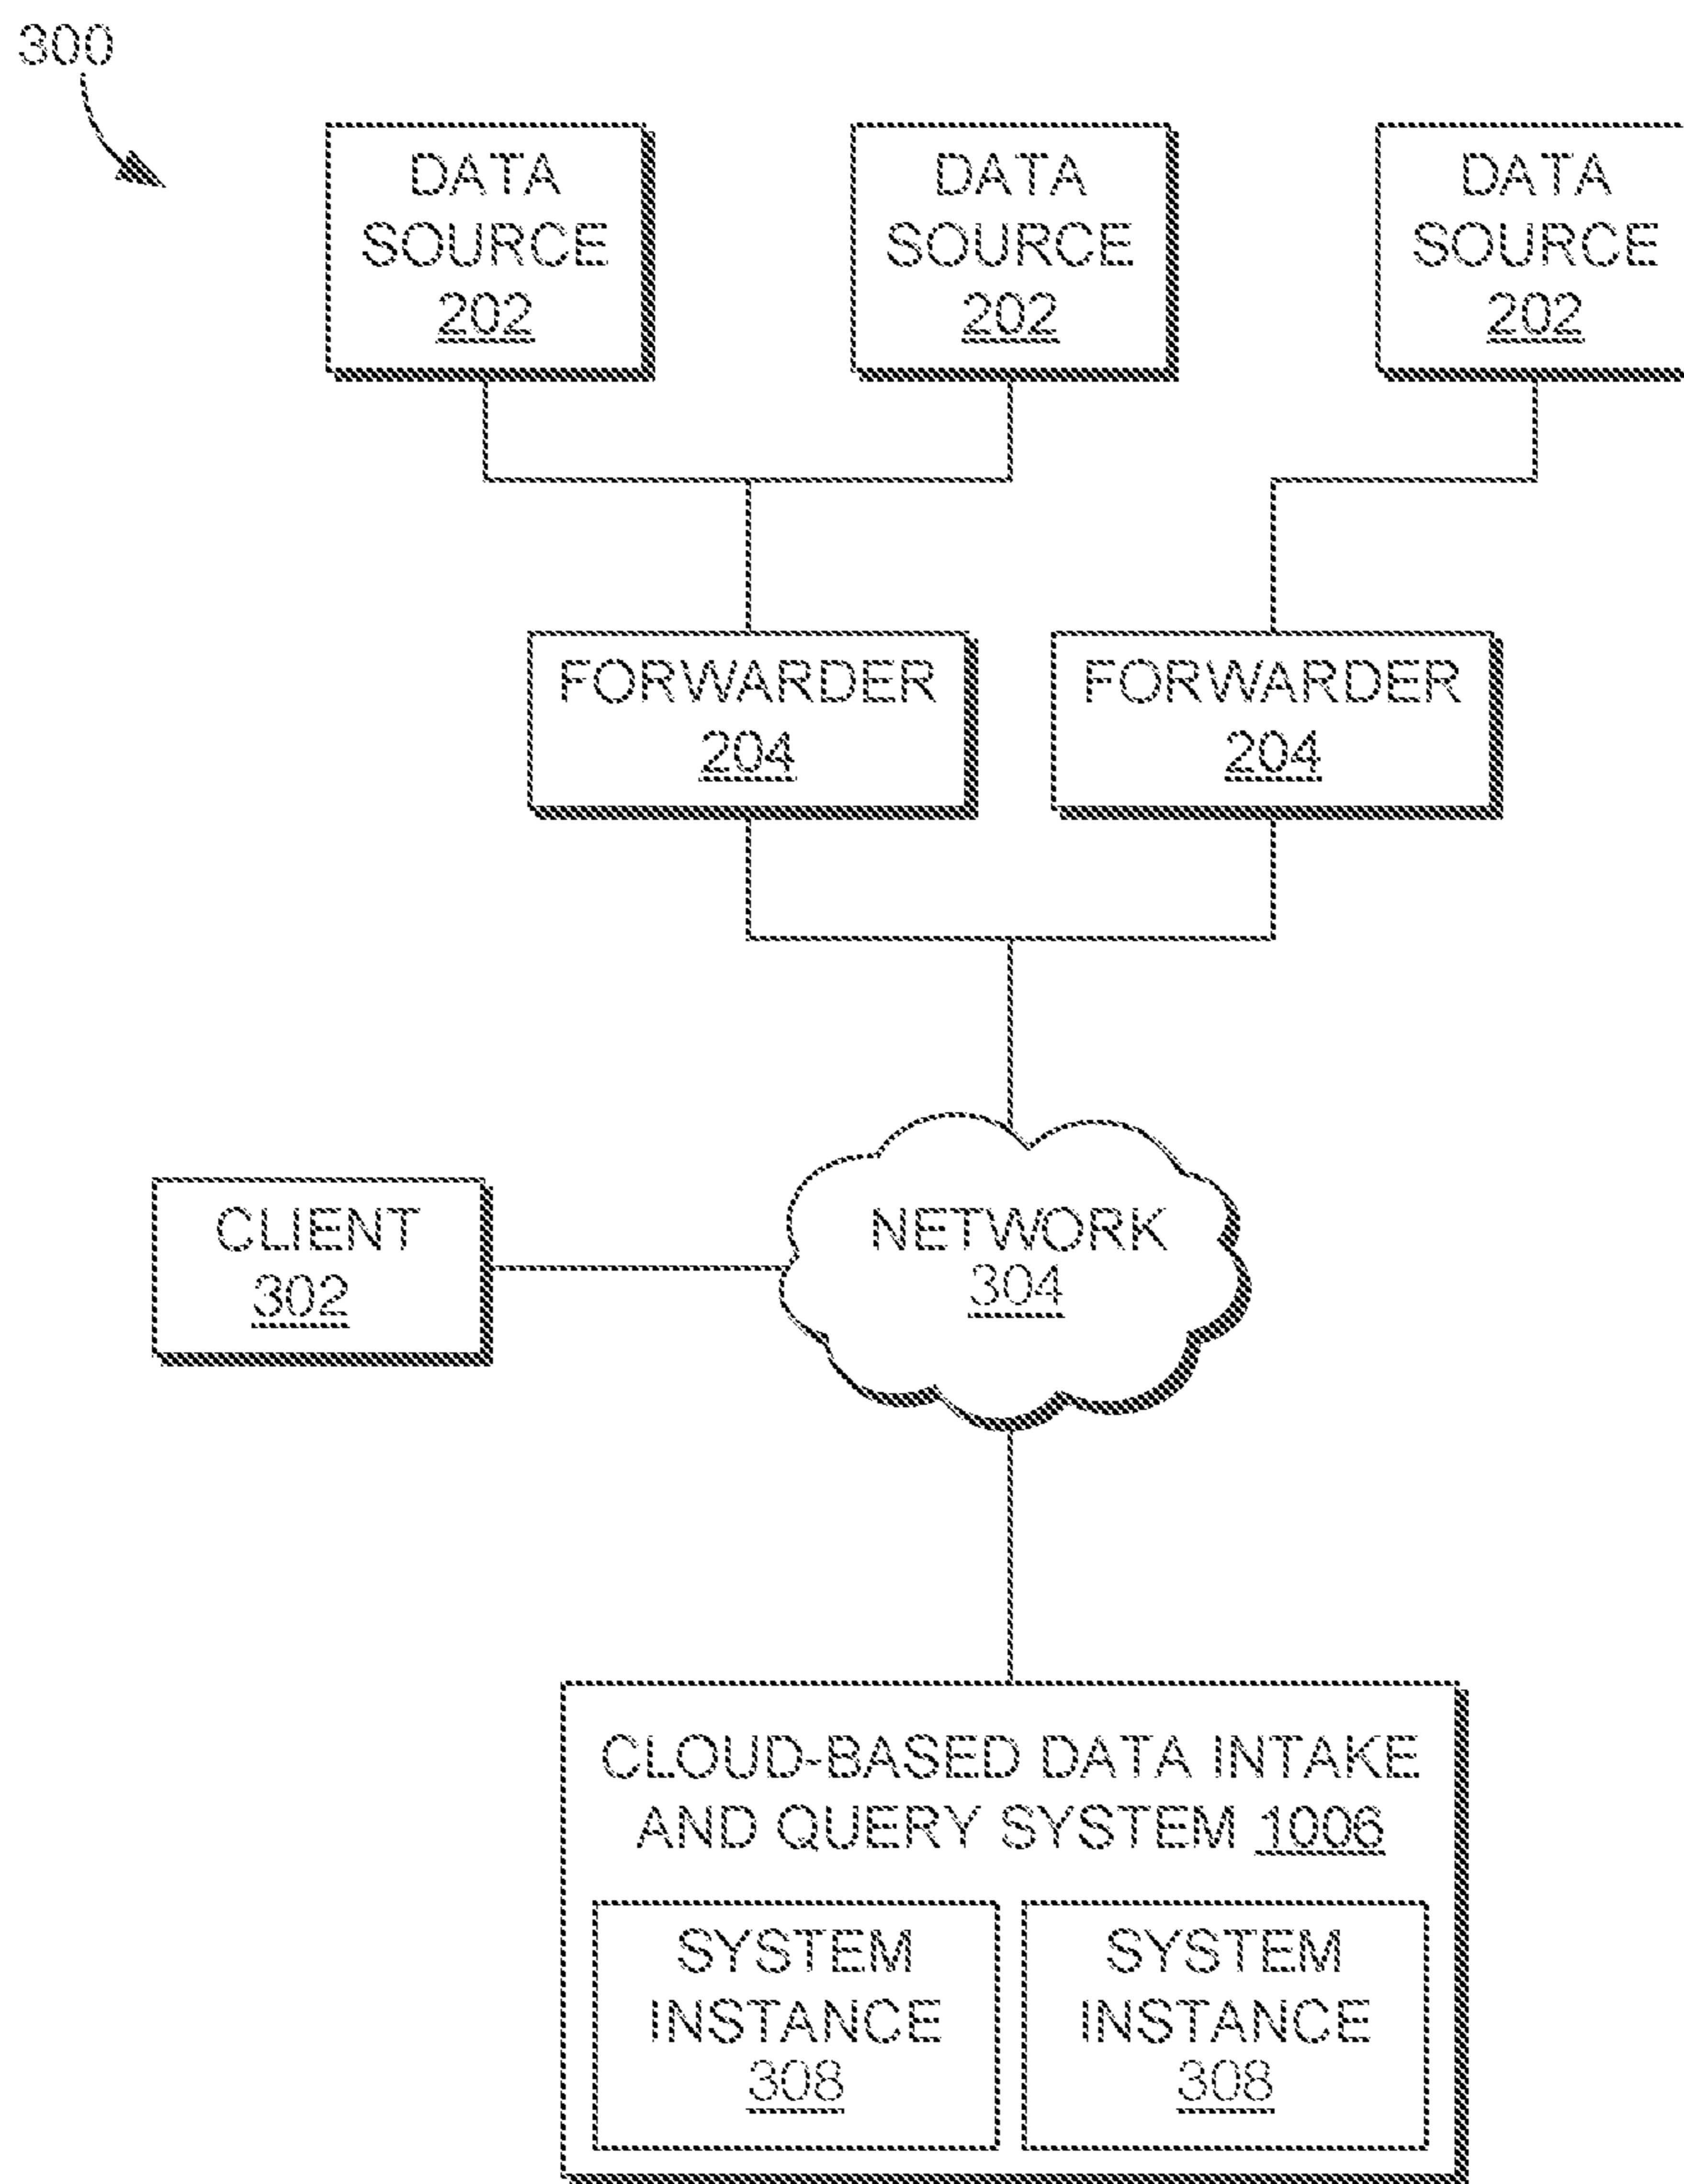 300
DATA
SOURCE
202
DATA
SOURCE
202
DATA
SOURCE
202
FORWARDER
204
FORWARDER
204
CLIENT
302
NETWORK
304
CLOUD-BASED DATA INTAKE
AND QUERY SYSTEM 1006
SYSTEM
INSTANCE
308
SYSTEM
INSTANCE
308